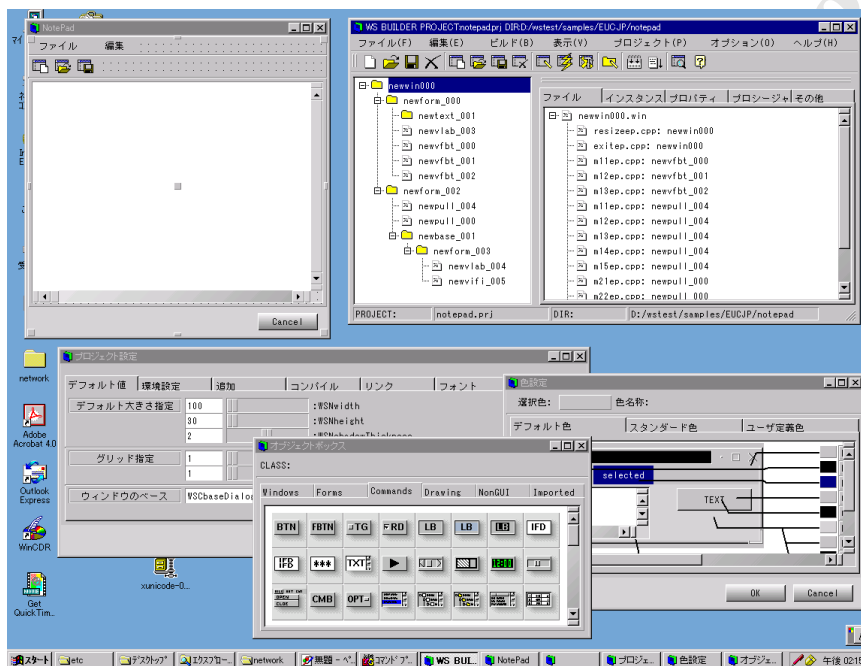 NotePad
ファイル 編集
Cancel
WS BUILDER PROJECTnotepad.prj DIRD:/wstest/samples/EUCJP/notepad
ファイル(F) 編集(E) ビルド(B) 表示(V) プロジェクト(P) オプション(O) ヘルプ(H)
newwin000
newform_000
newtext_001
newvlab_003
newvfbt_000
newvfbt_001
newvfbt_002
newform_002
newpull_004
newpull_000
newbase_001
newform_003
newvlab_004
newvifi_005
ファイル インスタンス プロパティ プロシージャ その他
newwin000.win
resizeep.cpp: newwin000
exitep.cpp: newwin000
m11ep.cpp: newvfbt_000
m12ep.cpp: newvfbt_001
m13ep.cpp: newvfbt_002
m11ep.cpp: newpull_004
m12ep.cpp: newpull_004
m13ep.cpp: newpull_004
m14ep.cpp: newpull_004
m15ep.cpp: newpull_004
m21ep.cpp: newpull_000
m22ep.cpp: newpull_000
PROJECT: notepad.prj DIR: D:/wstest/samples/EUCJP/notepad
network
Adobe
Acrobat 4.0
Outlook
Express
WinCDR
Get
QuickTim...
xunicode-0...
プロジェクト設定
デフォルト値 環境設定 追加 コンパイル リンク フォント
デフォルト大きさ指定 100 :WSNwidth
30 :WSNheight
2 :WSNshadowThickness
グリッド指定 1
1
ウィンドウのベース WSCbaseDialog
色設定
選択色: 色名称:
デフォルト色 スタンダード色 ユーザ定義色
selected
TEXT
OK Cancel
オブジェクトボックス
CLASS:
Windows Forms Commands Drawing NonGUI Imported
BTN FBTN TG RD LB LB LB IFD
IFB *** TXT
CMB OPT
スタート etc デスクトップ エクスプロー... network 無題 - ペ... コマンド プ... WS BUI... NotePad プロジェ... 色設定 オブジェ... 午後 02:0